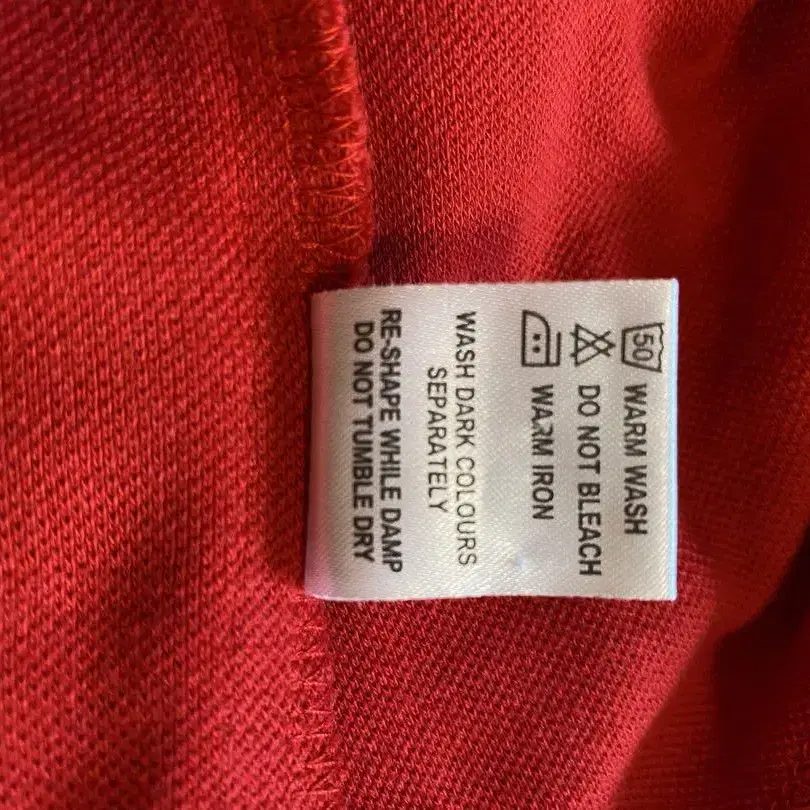 50 WARM WASH
DO NOT BLEACH
WARM IRON
WASH DARK COLOURS
SEPARATELY
RE-SHAPE WHILE DAMP
DO NOT TUMBLE DRY